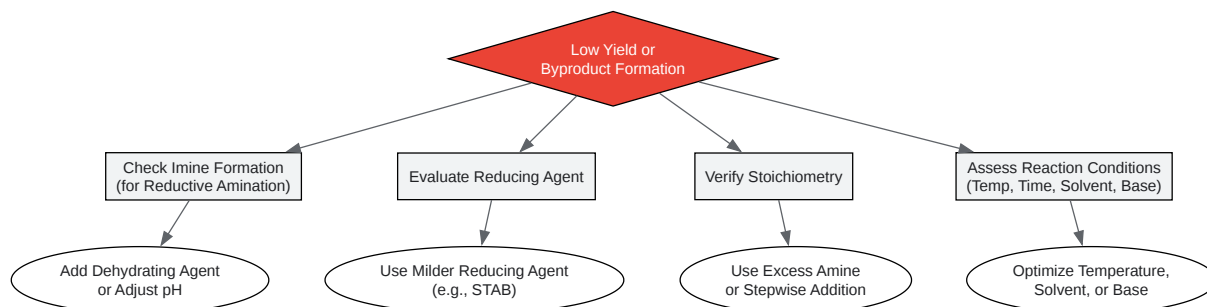 Low Yield or
Byproduct Formation
Check Imine Formation
(for Reductive Amination)
Evaluate Reducing Agent
Verify Stoichiometry
Assess Reaction Conditions
(Temp, Time, Solvent, Base)
Add Dehydrating Agent
or Adjust pH
Use Milder Reducing Agent
(e.g., STAB)
Use Excess Amine
or Stepwise Addition
Optimize Temperature,
Solvent, or Base